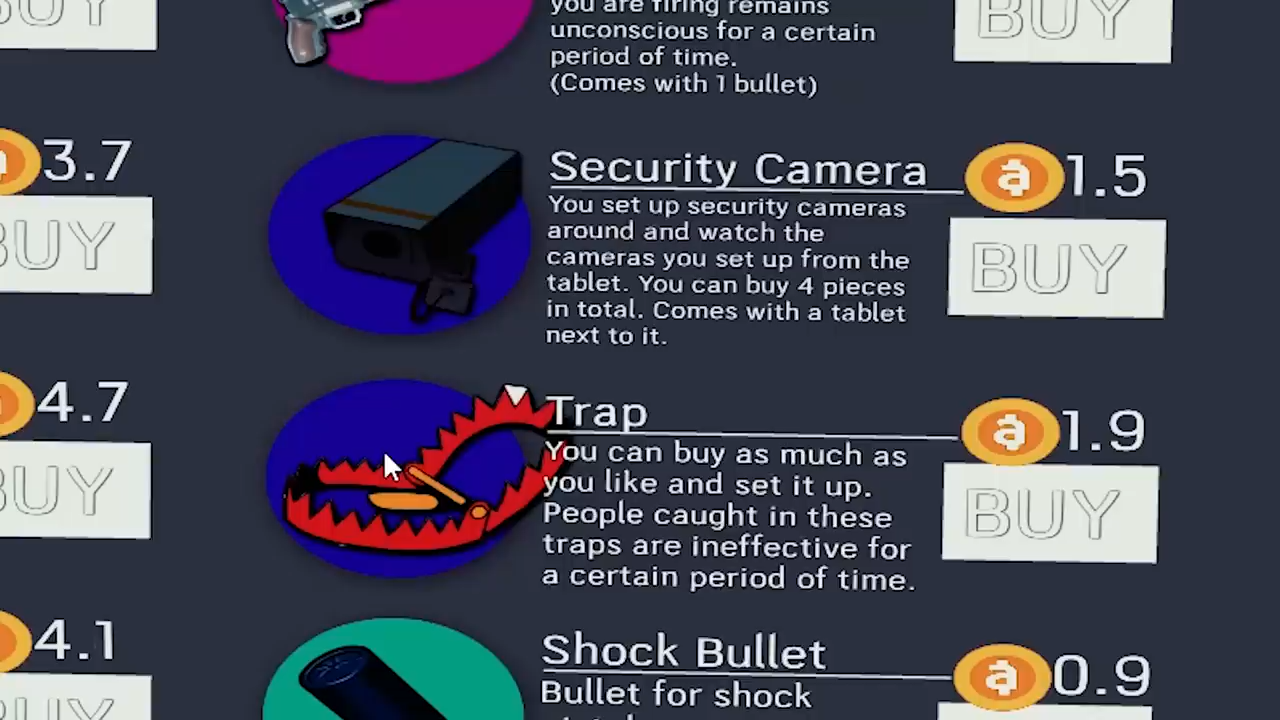 BUY
you are firing remains
unconscious for a certain
period of time.
(Comes with 1 bullet)
BUY
3.7
BUY
Security Camera
1.5
You set up security cameras
around and watch the
cameras you set up from the
tablet. You can buy 4 pieces
in total. Comes with a tablet
next to it.
BUY
4.7
BUY
Trap
1.9
You can buy as much as
you like and set it up.
People caught in these
traps are ineffective for
a certain period of time.
BUY
4.1
BUY
Shock Bullet
0.9
Bullet for shock